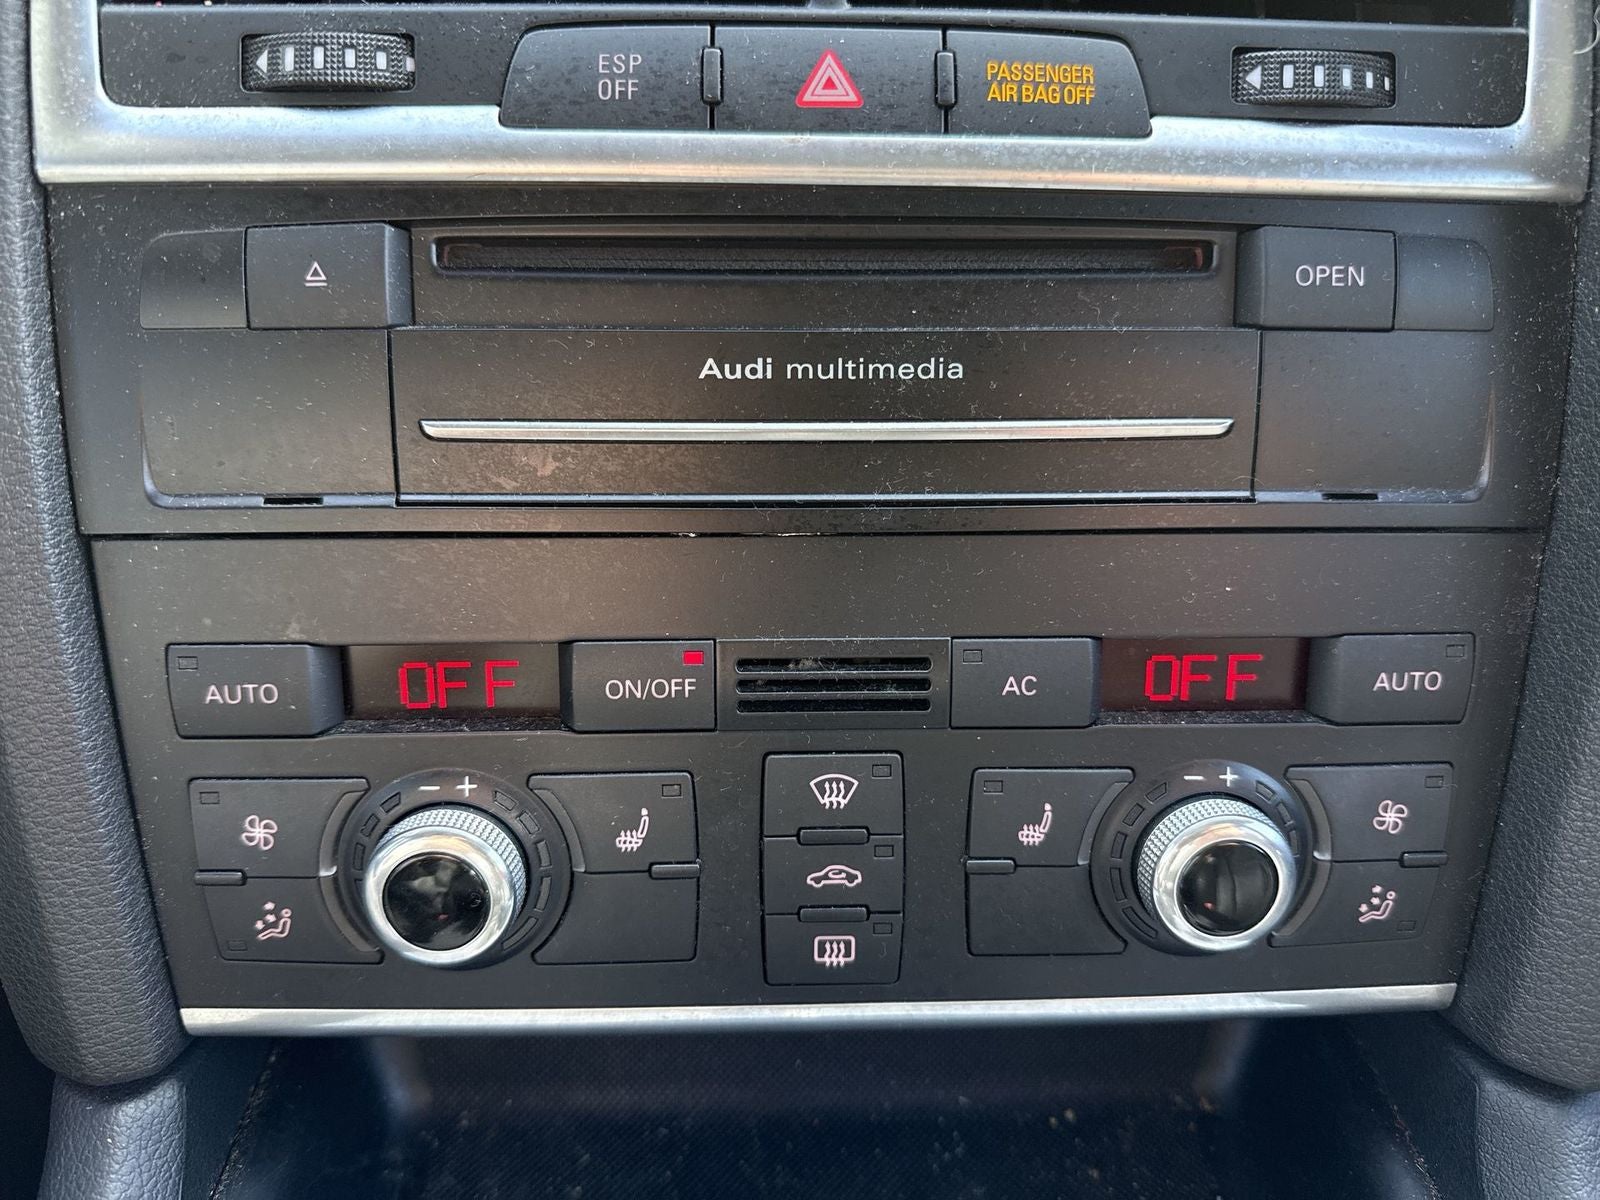 ESP
OFF
PASSENGER
AIR BAG OFF
OPEN
Audi multimedia
AUTO
OFF
ON/OFF
AC
OFF
AUTO
- +
- +